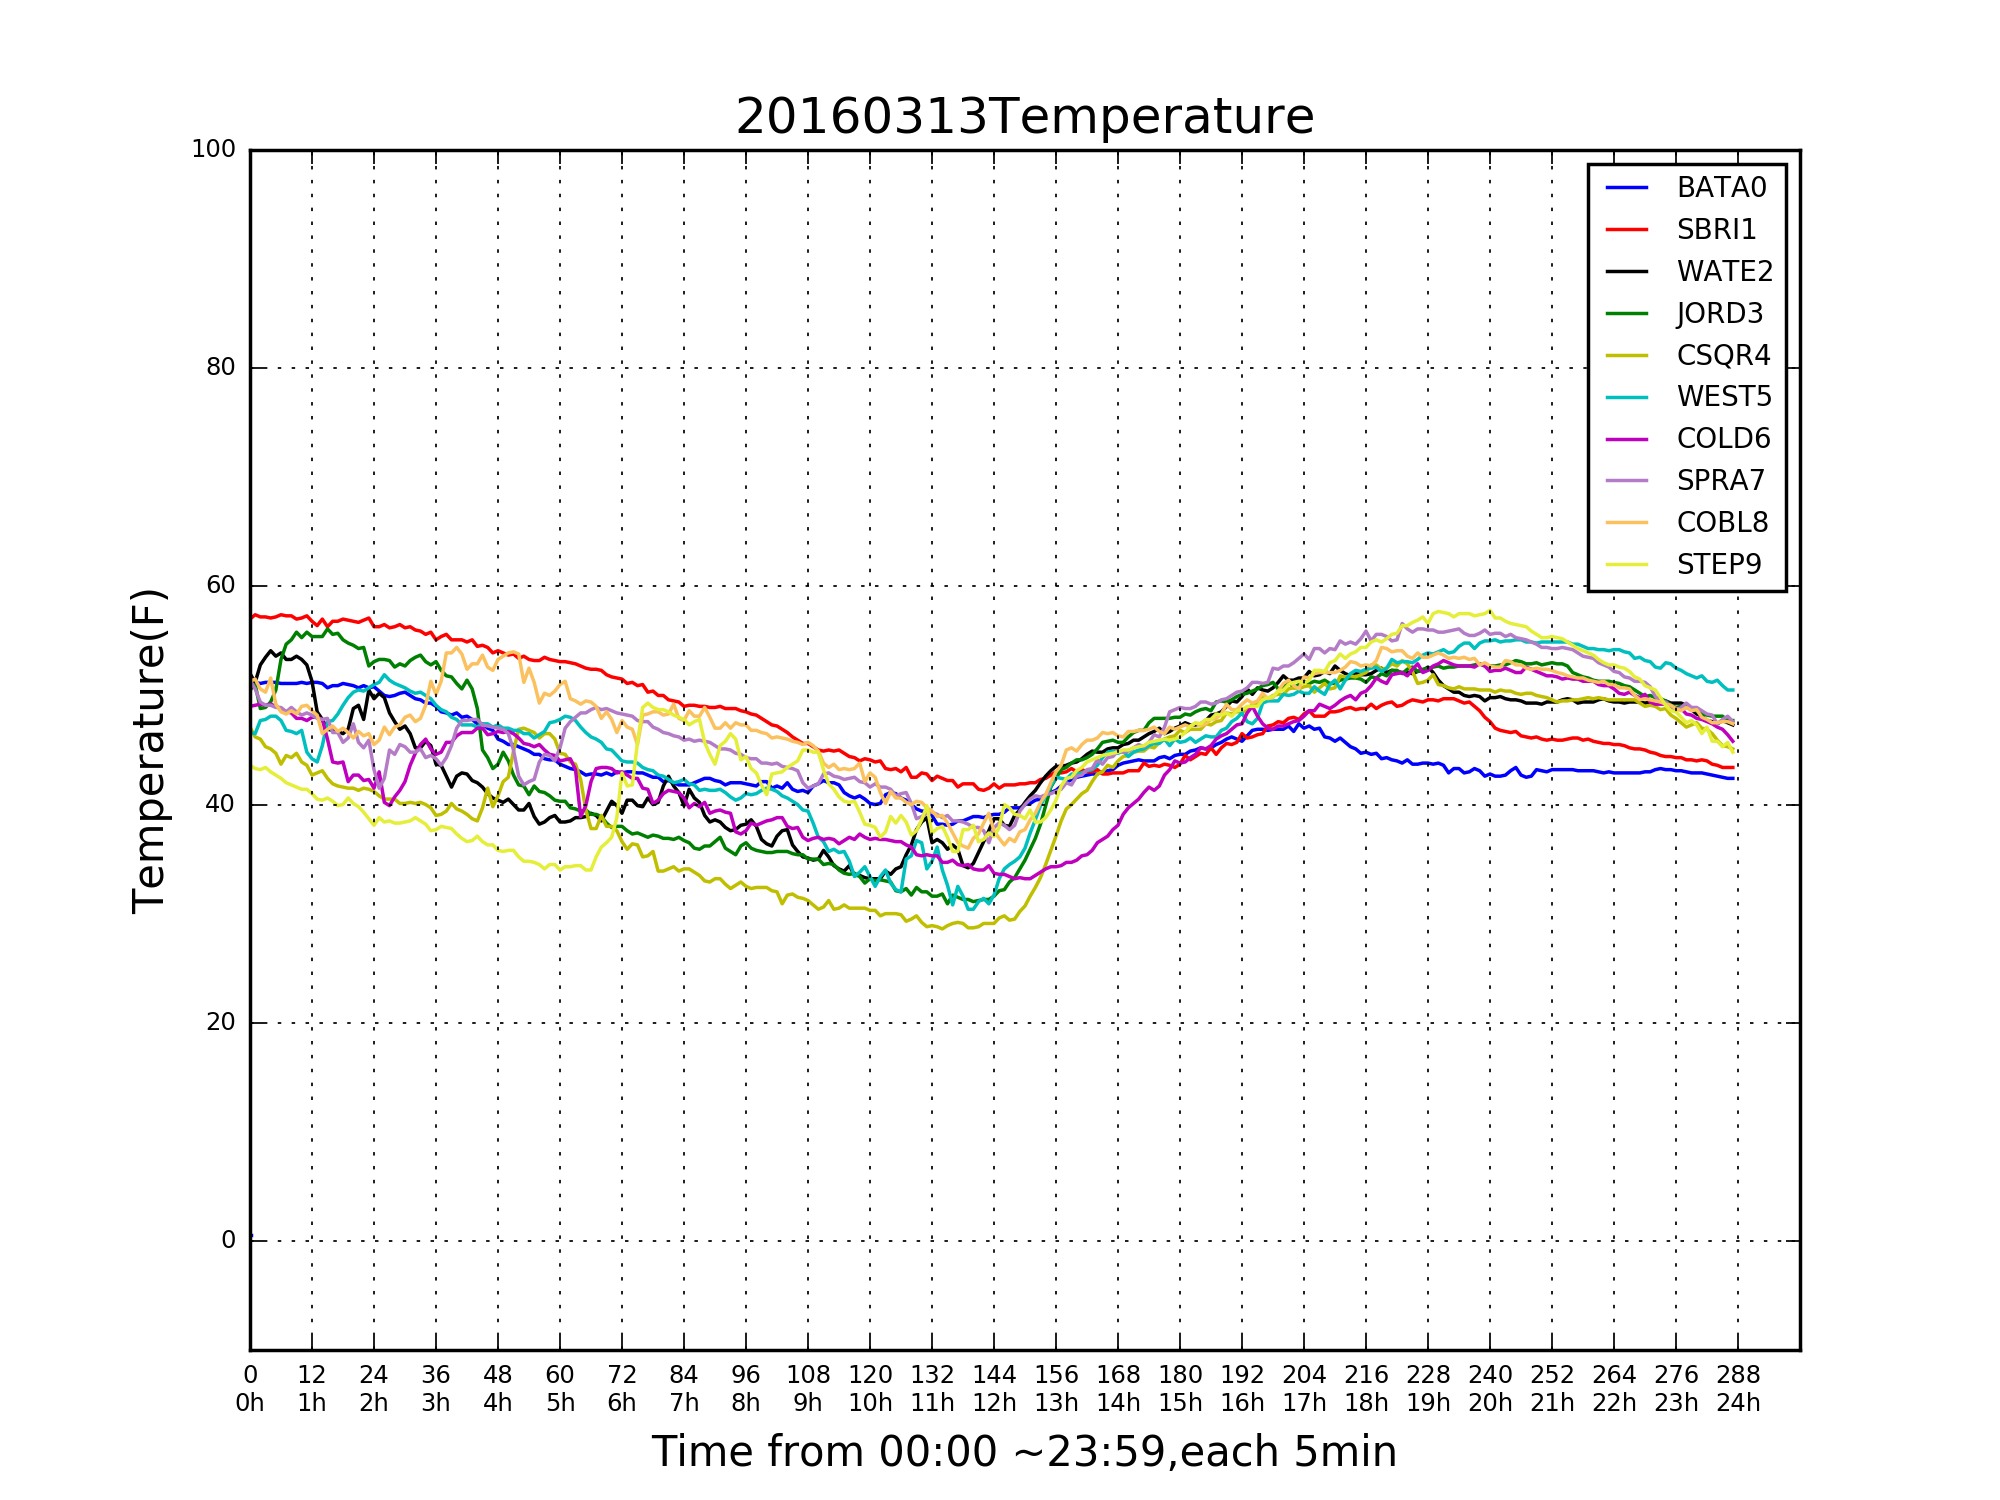 20160313Temperature
100
80
60
40
20
0
Temperature(F)
BATA0
SBRI1
WATE2
JORD3
CSQR4
WEST5
COLD6
SPRA7
COBL8
STEP9
0 12 24 36 48 60 72 84 96 108 120 132 144 156 168 180 192 204 216 228 240 252 264 276 288
0h 1h 2h 3h 4h 5h 6h 7h 8h 9h 10h 11h 12h 13h 14h 15h 16h 17h 18h 19h 20h 21h 22h 23h 24h
Time from 00:00 ~23:59,each 5min